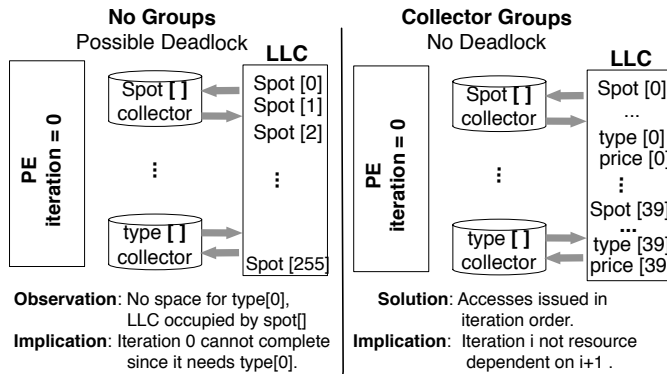 No Groups
Possible Deadlock
LLC
PE
iteration = 0
Spot [ ]
collector
...
type [ ]
collector
Spot [0]
Spot [1]
Spot [2]
...
Spot [255]
Observation: No space for type[0],
LLC occupied by spot[]
Implication: Iteration 0 cannot complete
since it needs type[0].
Collector Groups
No Deadlock
LLC
PE
iteration = 0
Spot [ ]
collector
...
type [ ]
collector
Spot [0]
...
type [0]
price [0]
...
Spot [39]
...
type [39]
price [39]
Solution: Accesses issued in
iteration order.
Implication: Iteration i not resource
dependent on i+1 .